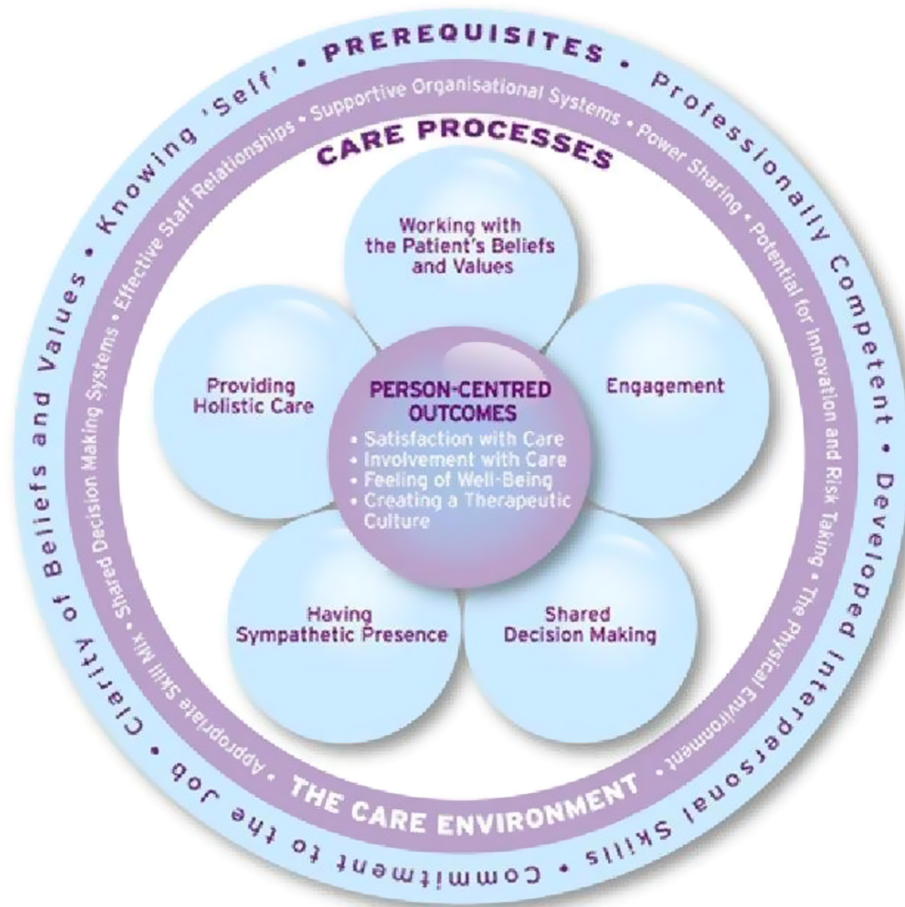 PREREQUISITES • Professionally Competent • Developed Interpersonal Skills • Commitment to the Job • Clarity of Beliefs and Values • Knowing 'Self' •
THE CARE ENVIRONMENT • Appropriate Skill Mix • Shared Decision Making Systems • Effective Staff Relationships • Supportive Organisational Systems • Power Sharing • Potential for Innovation and Risk Taking • The Physical Environment •
CARE PROCESSES
Working with
the Patient's Beliefs
and Values
Providing
Holistic Care
Engagement
PERSON-CENTRED
OUTCOMES
• Satisfaction with Care
• Involvement with Care
• Feeling of Well-Being
• Creating a Therapeutic
Culture
Having
Sympathetic Presence
Shared
Decision Making